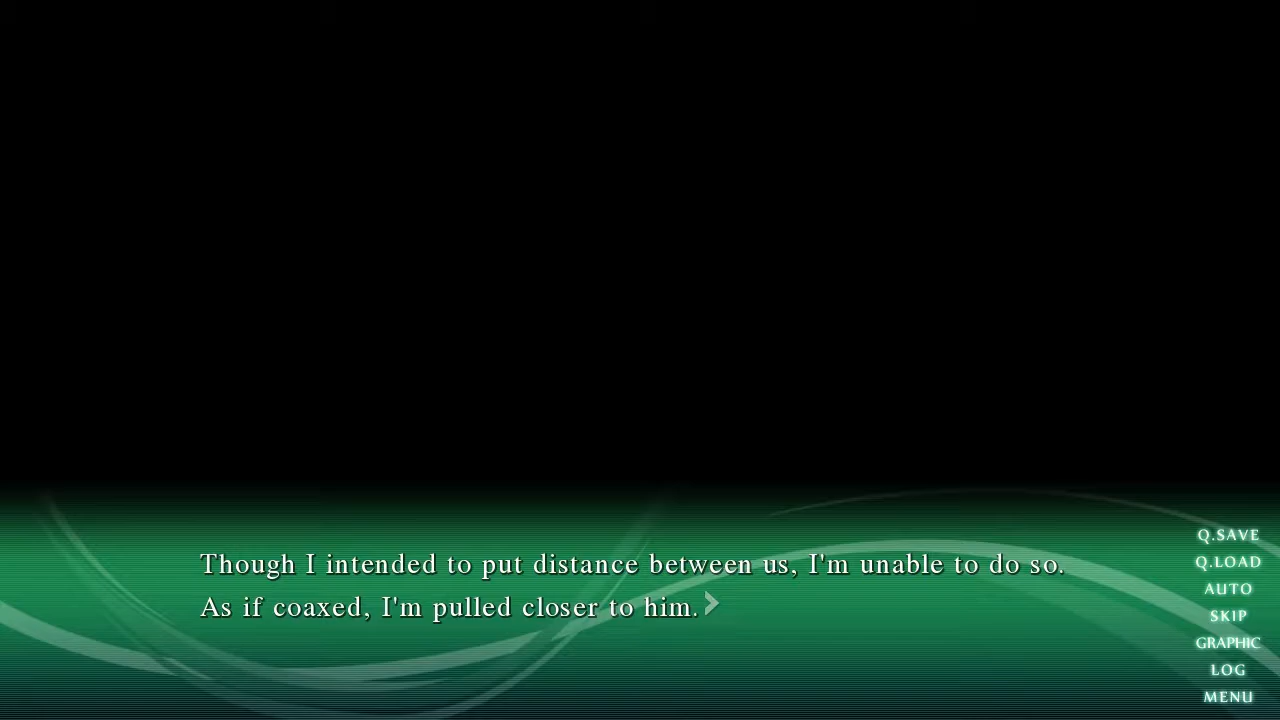 Though I intended to put distance between us, I'm unable to do so.
As if coaxed, I'm pulled closer to him.
Q.SAVE
Q.LOAD
AUTO
SKIP
GRAPHIC
LOG
MENU